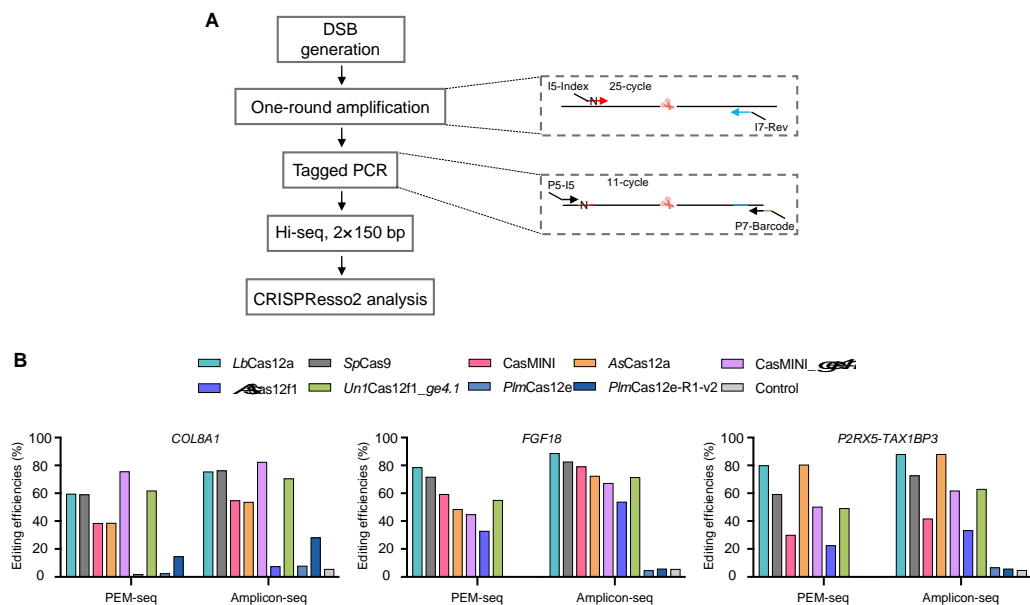 A
DSB
generation
One-round amplification
Tagged PCR
Hi-seq, 2×150 bp
CRISPResso2 analysis
I5-Index
25-cycle
N
I7-Rev
P5-I5
11-cycle
N
P7-Barcode
B
LbCas12a
SpCas9
CasMINI
AsCas12a
CasMINI_
Cas12f1
Un1Cas12f1_ge4.1
PlmCas12e
PlmCas12e-R1-v2
Control
COL8A1
Editing efficiencies (%)
100
80
60
40
20
0
PEM-seq
Amplicon-seq
FGF18
Editing efficiencies (%)
100
80
60
40
20
0
PEM-seq
Amplicon-seq
P2RX5-TAX1BP3
Editing efficiencies (%)
100
80
60
40
20
0
PEM-seq
Amplicon-seq